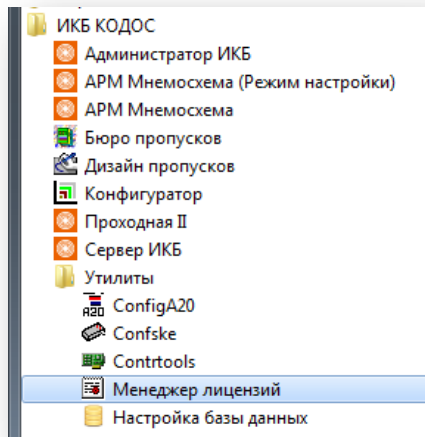 ИКБ КОДОС
Администратор ИКБ
АРМ Мнемосхема (Режим настройки)
АРМ Мнемосхема
Бюро пропусков
Дизайн пропусков
Конфигуратор
Проходная II
Сервер ИКБ
Утилиты
ConfigA20
Confske
Contrtools
Менеджер лицензий
Настройка базы данных